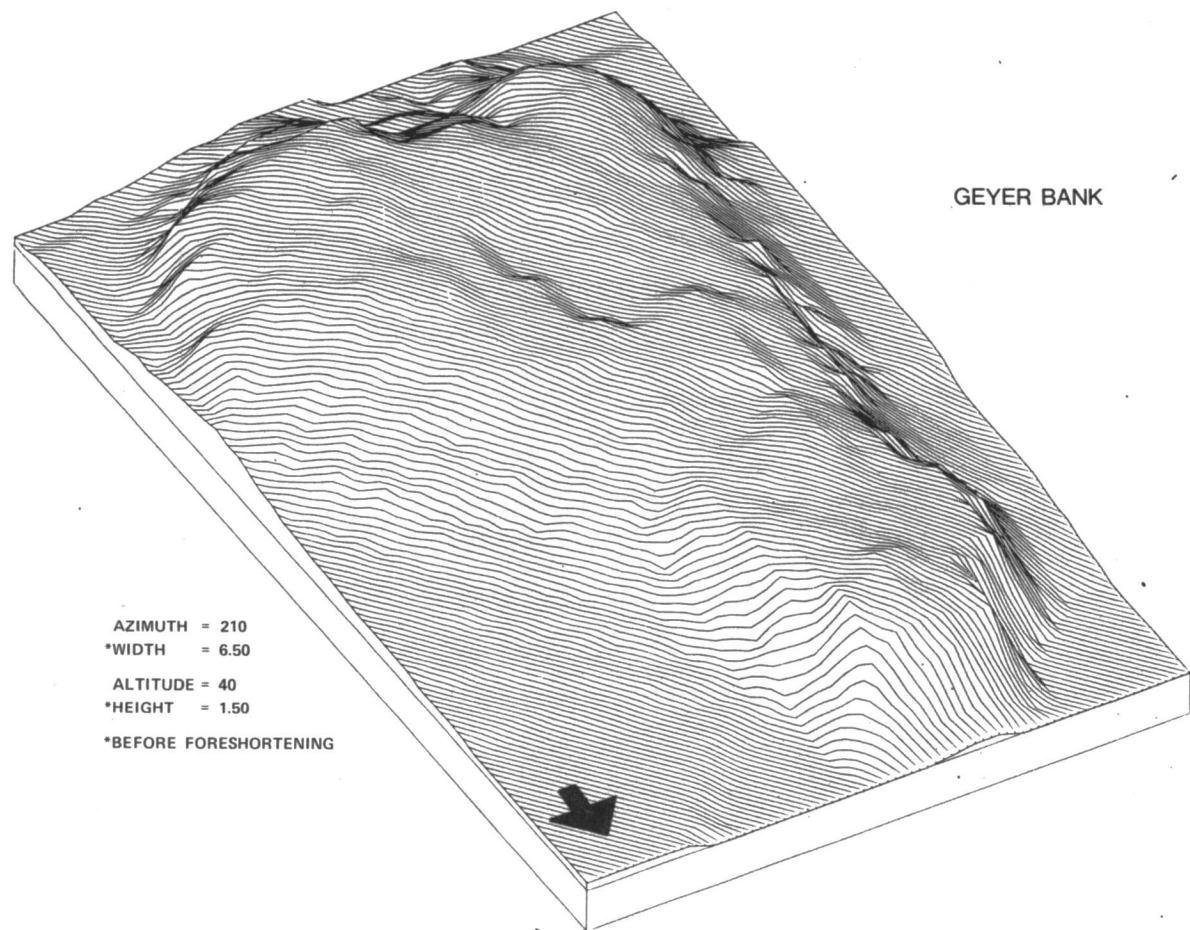 GEYER BANK
AZIMUTH = 210
*WIDTH = 6.50
ALTITUDE = 40
*HEIGHT = 1.50
*BEFORE FORESHORTENING